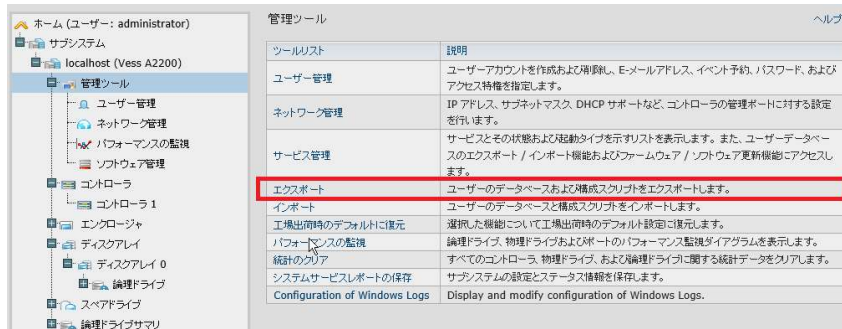 ホーム (ユーザー: administrator)
サブシステム
localhost (Vess A2200)
管理ツール
ユーザー管理
ネットワーク管理
パフォーマンスの監視
ソフトウェア管理
コントローラ
コントローラ 1
エンクロージャ
ディスクアレイ
ディスクアレイ 0
論理ドライブ
スペアドライブ
論理ドライブサマリ
管理ツール
ヘルプ
ツールリスト 説明
ユーザー管理 ユーザーアカウントを作成および削除し、E-メールアドレス、イベント予約、パスワード、および
アクセス特権を指定します。
ネットワーク管理 IP アドレス、サブネットマスク、DHCP サポートなど、コントローラの管理ポートに対する設定
を行います。
サービス管理 サービスとその状態および起動タイプを示すリストを表示します。また、ユーザーデータベー
スのエクスポート / インポート機能およびファームウェア / ソフトウェア更新機能にアクセスし
ます。
エクスポート ユーザーのデータベースおよび構成スクリプトをエクスポートします。
インポート ユーザーのデータベースと構成スクリプトをインポートします。
工場出荷時のデフォルトに復元 選択した機能について工場出荷時のデフォルト設定に復元します。
パフォーマンスの監視 論理ドライブ、物理ドライブおよびポートのパフォーマンス監視ダイアグラムを表示します。
統計のクリア すべてのコントローラ、物理ドライブ、および論理ドライブに関する統計データをクリアします。
システムサービスレポートの保存 サブシステムの設定とステータス情報を保存します。
Configuration of Windows Logs Display and modify configuration of Windows Logs.